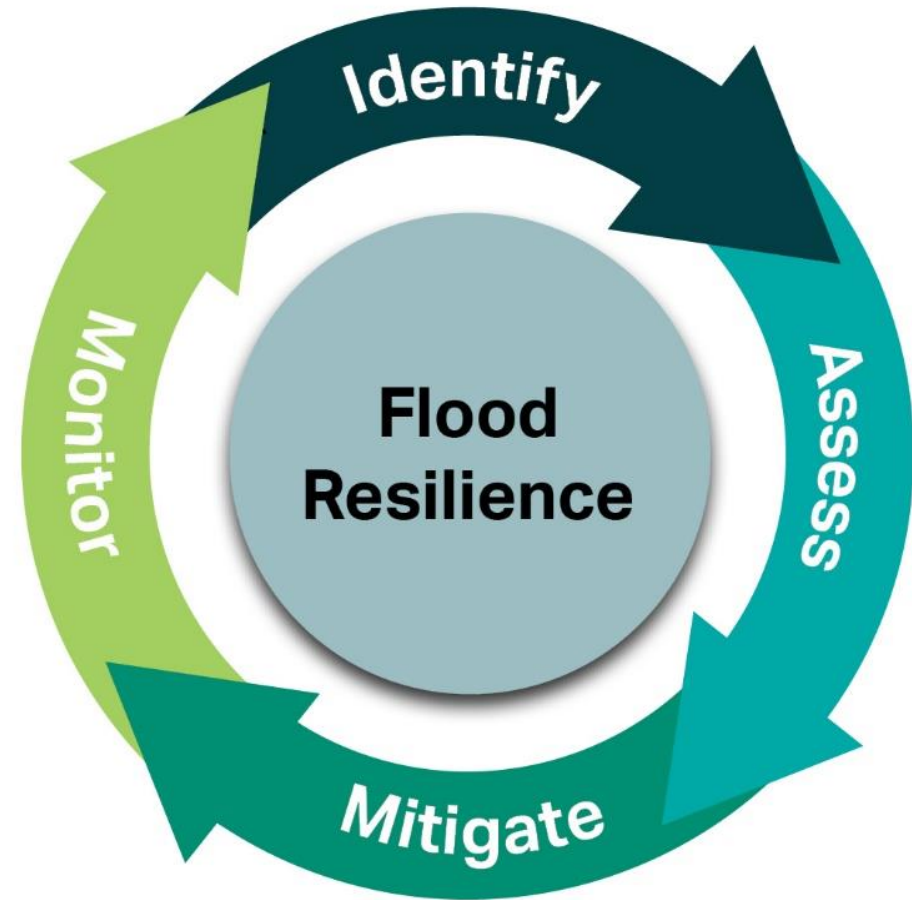 Identify
Assess
Mitigate
Monitor
Flood
Resilience